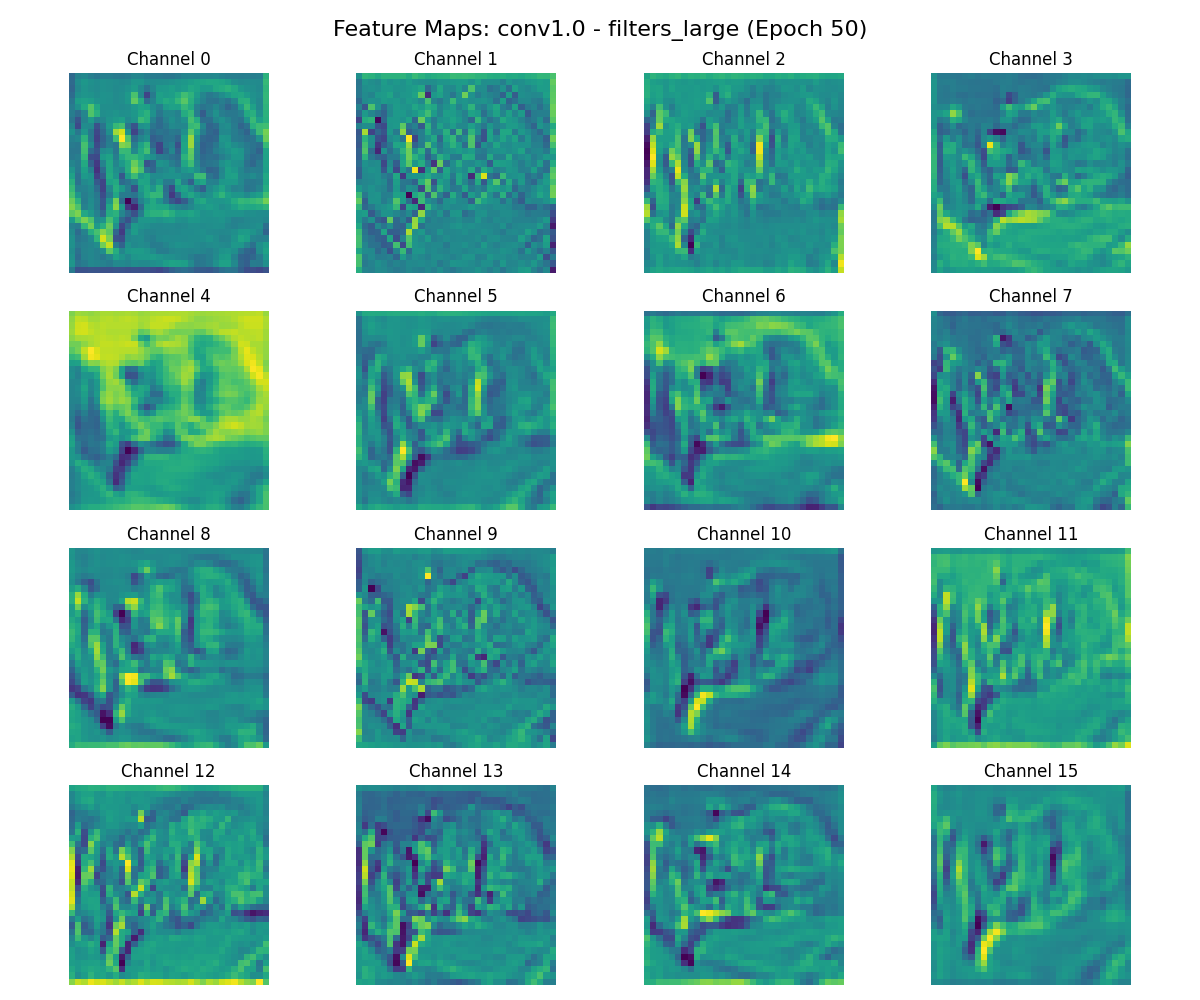 Feature Maps: conv1.0 - filters_large (Epoch 50)
Channel 0
Channel 1
Channel 2
Channel 3
Channel 4
Channel 5
Channel 6
Channel 7
Channel 8
Channel 9
Channel 10
Channel 11
Channel 12
Channel 13
Channel 14
Channel 15